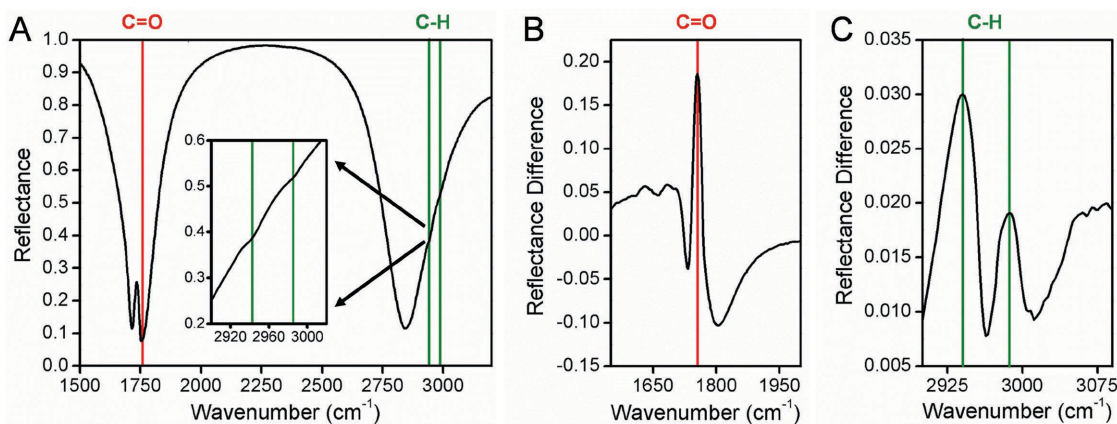 A
C=O
C-H
Reflectance
1.0
0.9
0.8
0.7
0.6
0.5
0.4
0.3
0.2
0.1
0.0
0.6
0.5
0.4
0.3
0.2
2920 2960 3000
1500 1750 2000 2250 2500 2750 3000
Wavenumber (cm-1)
B
C=O
Reflectance Difference
0.20
0.15
0.10
0.05
0.00
-0.05
-0.10
-0.15
1650 1800 1950
Wavenumber (cm-1)
C
C-H
Reflectance Difference
0.035
0.030
0.025
0.020
0.015
0.010
0.005
2925 3000 3075
Wavenumber (cm-1)